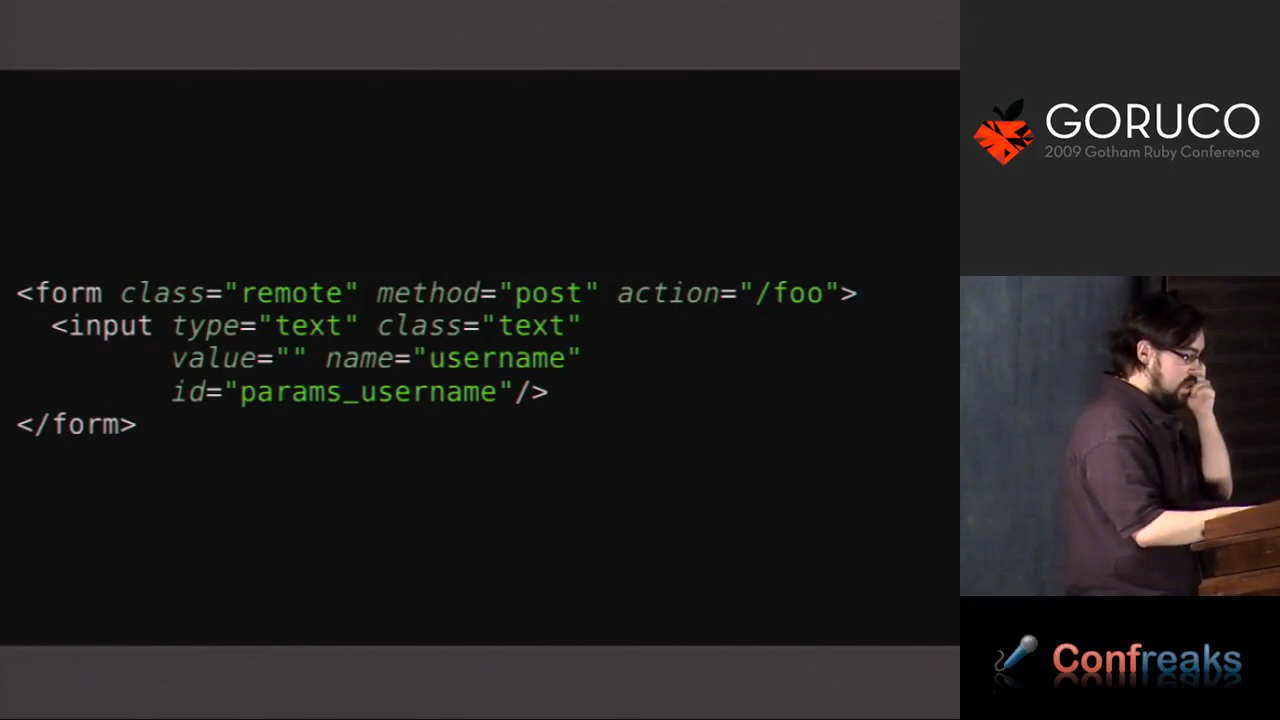 <form class="remote" method="post" action="/foo">
  <input type="text" class="text"
         value="" name="username"
         id="params_username"/>
</form>
GORUCO
2009 Gotham Ruby Conference
Confreaks